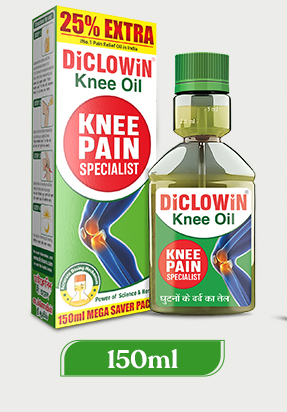 25% EXTRA
No.1 Pain Relief Oil in India
DiCLOWiN®
Knee Oil
KNEE
PAIN
SPECIALIST
Power of Science &
150ml MEGA SAVER PACK
DiCLOWiN®
Knee Oil
KNEE
PAIN
SPECIALIST
घुटनों के दर्द का तेल
150ml